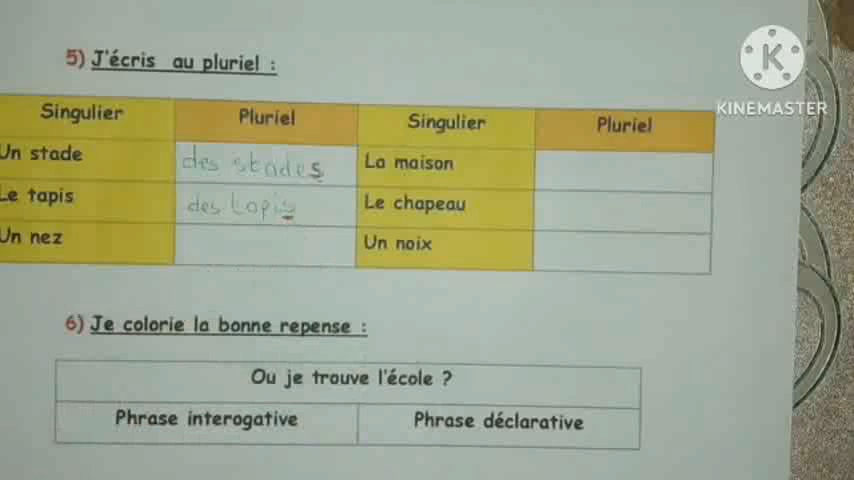 KINEMASTER
5) J'écris au pluriel :
Singulier Pluriel Singulier Pluriel
Un stade des stades La maison
Le tapis des tapis Le chapeau
Un nez Un noix
6) Je colorie la bonne repense :
Ou je trouve l'école ?
Phrase interogative Phrase déclarative